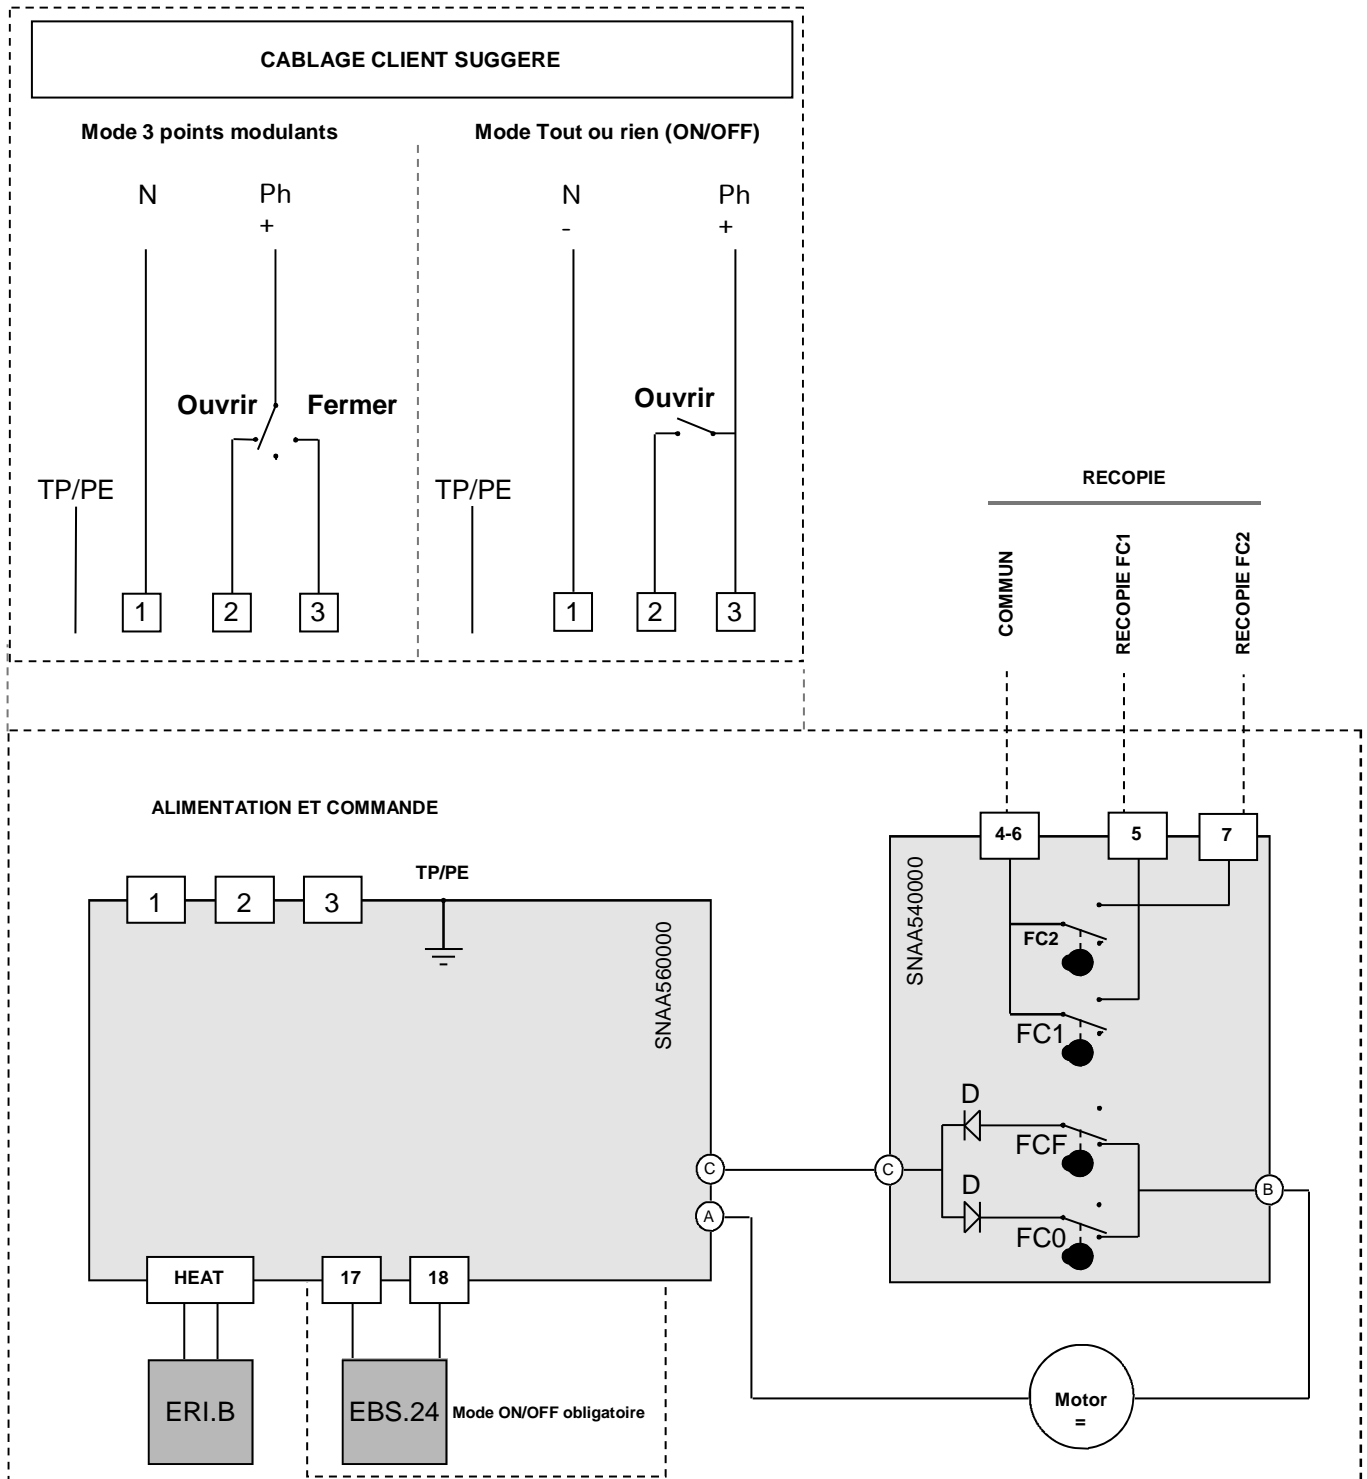 CABLAGE CLIENT SUGGERE
Mode 3 points modulants
Mode Tout ou rien (ON/OFF)
N
Ph
+
N
-
Ph
+
Ouvrir
Fermer
Ouvrir
TP/PE
TP/PE
1
2
3
1
2
3
RECOPIE
COMMUN
RECOPIE FC1
RECOPIE FC2
ALIMENTATION ET COMMANDE
TP/PE
1
2
3
SNAA560000
4-6
5
7
SNAA540000
FC2
FC1
D
FCF
D
FC0
C
C
A
B
HEAT
17
18
ERI.B
EBS.24
Mode ON/OFF obligatoire
Motor
=